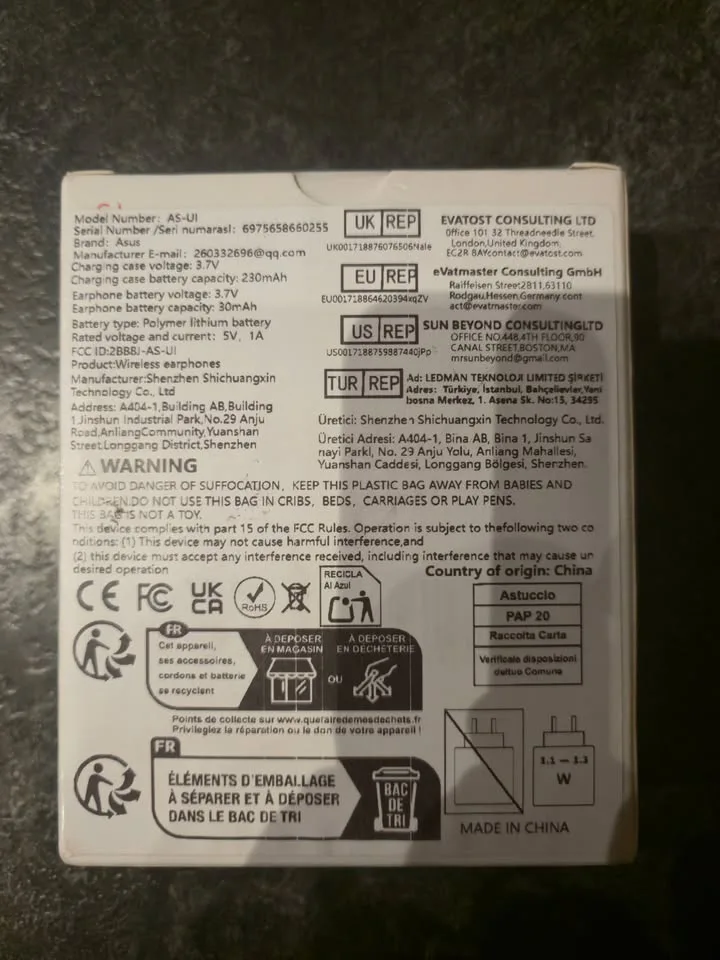 Model Number: AS-UI
Serial Number /Seri numarası: 6975658660255
Brand: Asus
Manufacturer E-mail: 260332696@qq.com
Charging case voltage: 3.7V
Charging case battery capacity: 230mAh
Earphone battery voltage: 3.7V
Earphone battery capacity: 30mAh
Battery type: Polymer lithium battery
Rated voltage and current: 5V, 1A
FCC ID:2BB8J-AS-UI
Product:Wireless earphones
Manufacturer:Shenzhen Shichuangxin
Technology Co., Ltd
Address: A404-1,Building AB,Building
1,Jinshun Industrial Park,No.29 Anju
Road,AnliangCommunity,Yuanshan
Street,Longgang District,Shenzhen
UK REP
UK001718876076506Nale
EVATOST CONSULTING LTD
Office 101 32 Threadneedle Street,
London,United Kingdom,
EC2R 8AYcontact@evatost.com
EU REP
EU001718864620394xqZV
eVatmaster Consulting GmbH
Raiffeisen Street2B11,63110
Rodgau,Hessen,Germany cont
act@evatmaster.com
US REP
US0017188759887440jPp
SUN BEYOND CONSULTINGLTD
OFFICE NO.448,4TH FLOOR,90
CANAL STREET,BOSTON,MA
mrsunbeyond@gmail.com
TUR REP
Ad: LEDMAN TEKNOLOJI LIMITED ŞIRKETİ
Adres: Türkiye, İstanbul, Bahçelievler,Yeni
bosna Merkez, 1. Asena Sk. No:15, 34295
Üretici: Shenzhen Shichuangxin Technology Co., Ltd.
Üretici Adresi: A404-1, Bina AB, Bina 1, Jinshun Sa
nayi Parkl, No. 29 Anju Yolu, Anliang Mahallesi,
Yuanshan Caddesi, Longgang Bölgesi, Shenzhen.
WARNING
TO AVOID DANGER OF SUFFOCATION, KEEP THIS PLASTIC BAG AWAY FROM BABIES AND
CHILDREN.DO NOT USE THIS BAG IN CRIBS, BEDS, CARRIAGES OR PLAY PENS.
THIS BAG IS NOT A TOY.
This device complies with part 15 of the FCC Rules. Operation is subject to thefollowing two co
nditions: (1) This device may not cause harmful interference,and
(2) this device must accept any interference received, including interference that may cause un
desired operation
Country of origin: China
CE FC UK CA RoHS
RECICLA
Al Azul
Astuccio
PAP 20
Raccolta Carta
Verificale disposizioni
deltuo Comune
FR
Cet appareil,
ses accessoires,
cordons et batterie
se recyclent
À DÉPOSER
EN MAGASIN
OU
À DÉPOSER
EN DÉCHÈTERIE
Points de collecte sur www.quefairedemesdechets.fr
Privilegiez la réparation ou le don de votre appareil !
FR
ÉLÉMENTS D'EMBALLAGE
À SÉPARER ET À DÉPOSER
DANS LE BAC DE TRI
BAC
DE
TRI
1.1 - 1.3
W
MADE IN CHINA